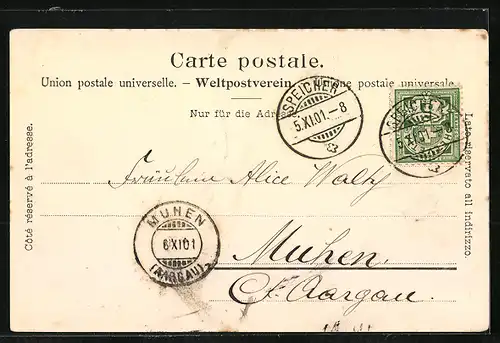 Carte postale.
Union postale universelle. – Weltpostverein. – Unione postale universale.
Nur für die Adresse.
SPEICHER
5.XI.01.–8
Côté réservé à l'adresse.
Lato riservato all indirizzo.
Fräulein Alice Walty
MUHEN
6 XI 01
(AARGAU)
Muhen
Ct. Aargau.